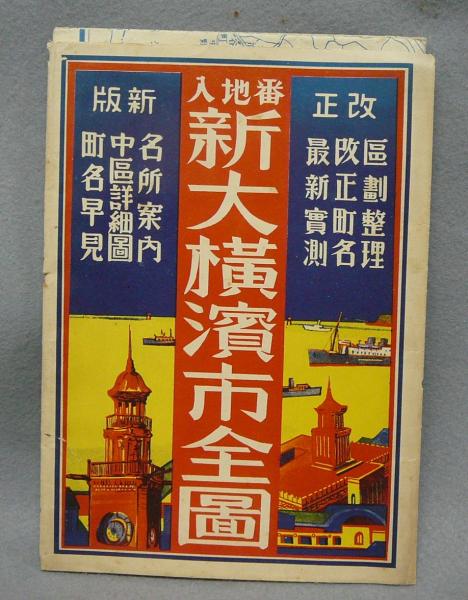 改正
區劃整理
改正町名
最新實測
番地入
新大橫濱市全圖
新版
名所案内
中區詳細圖
町名早見